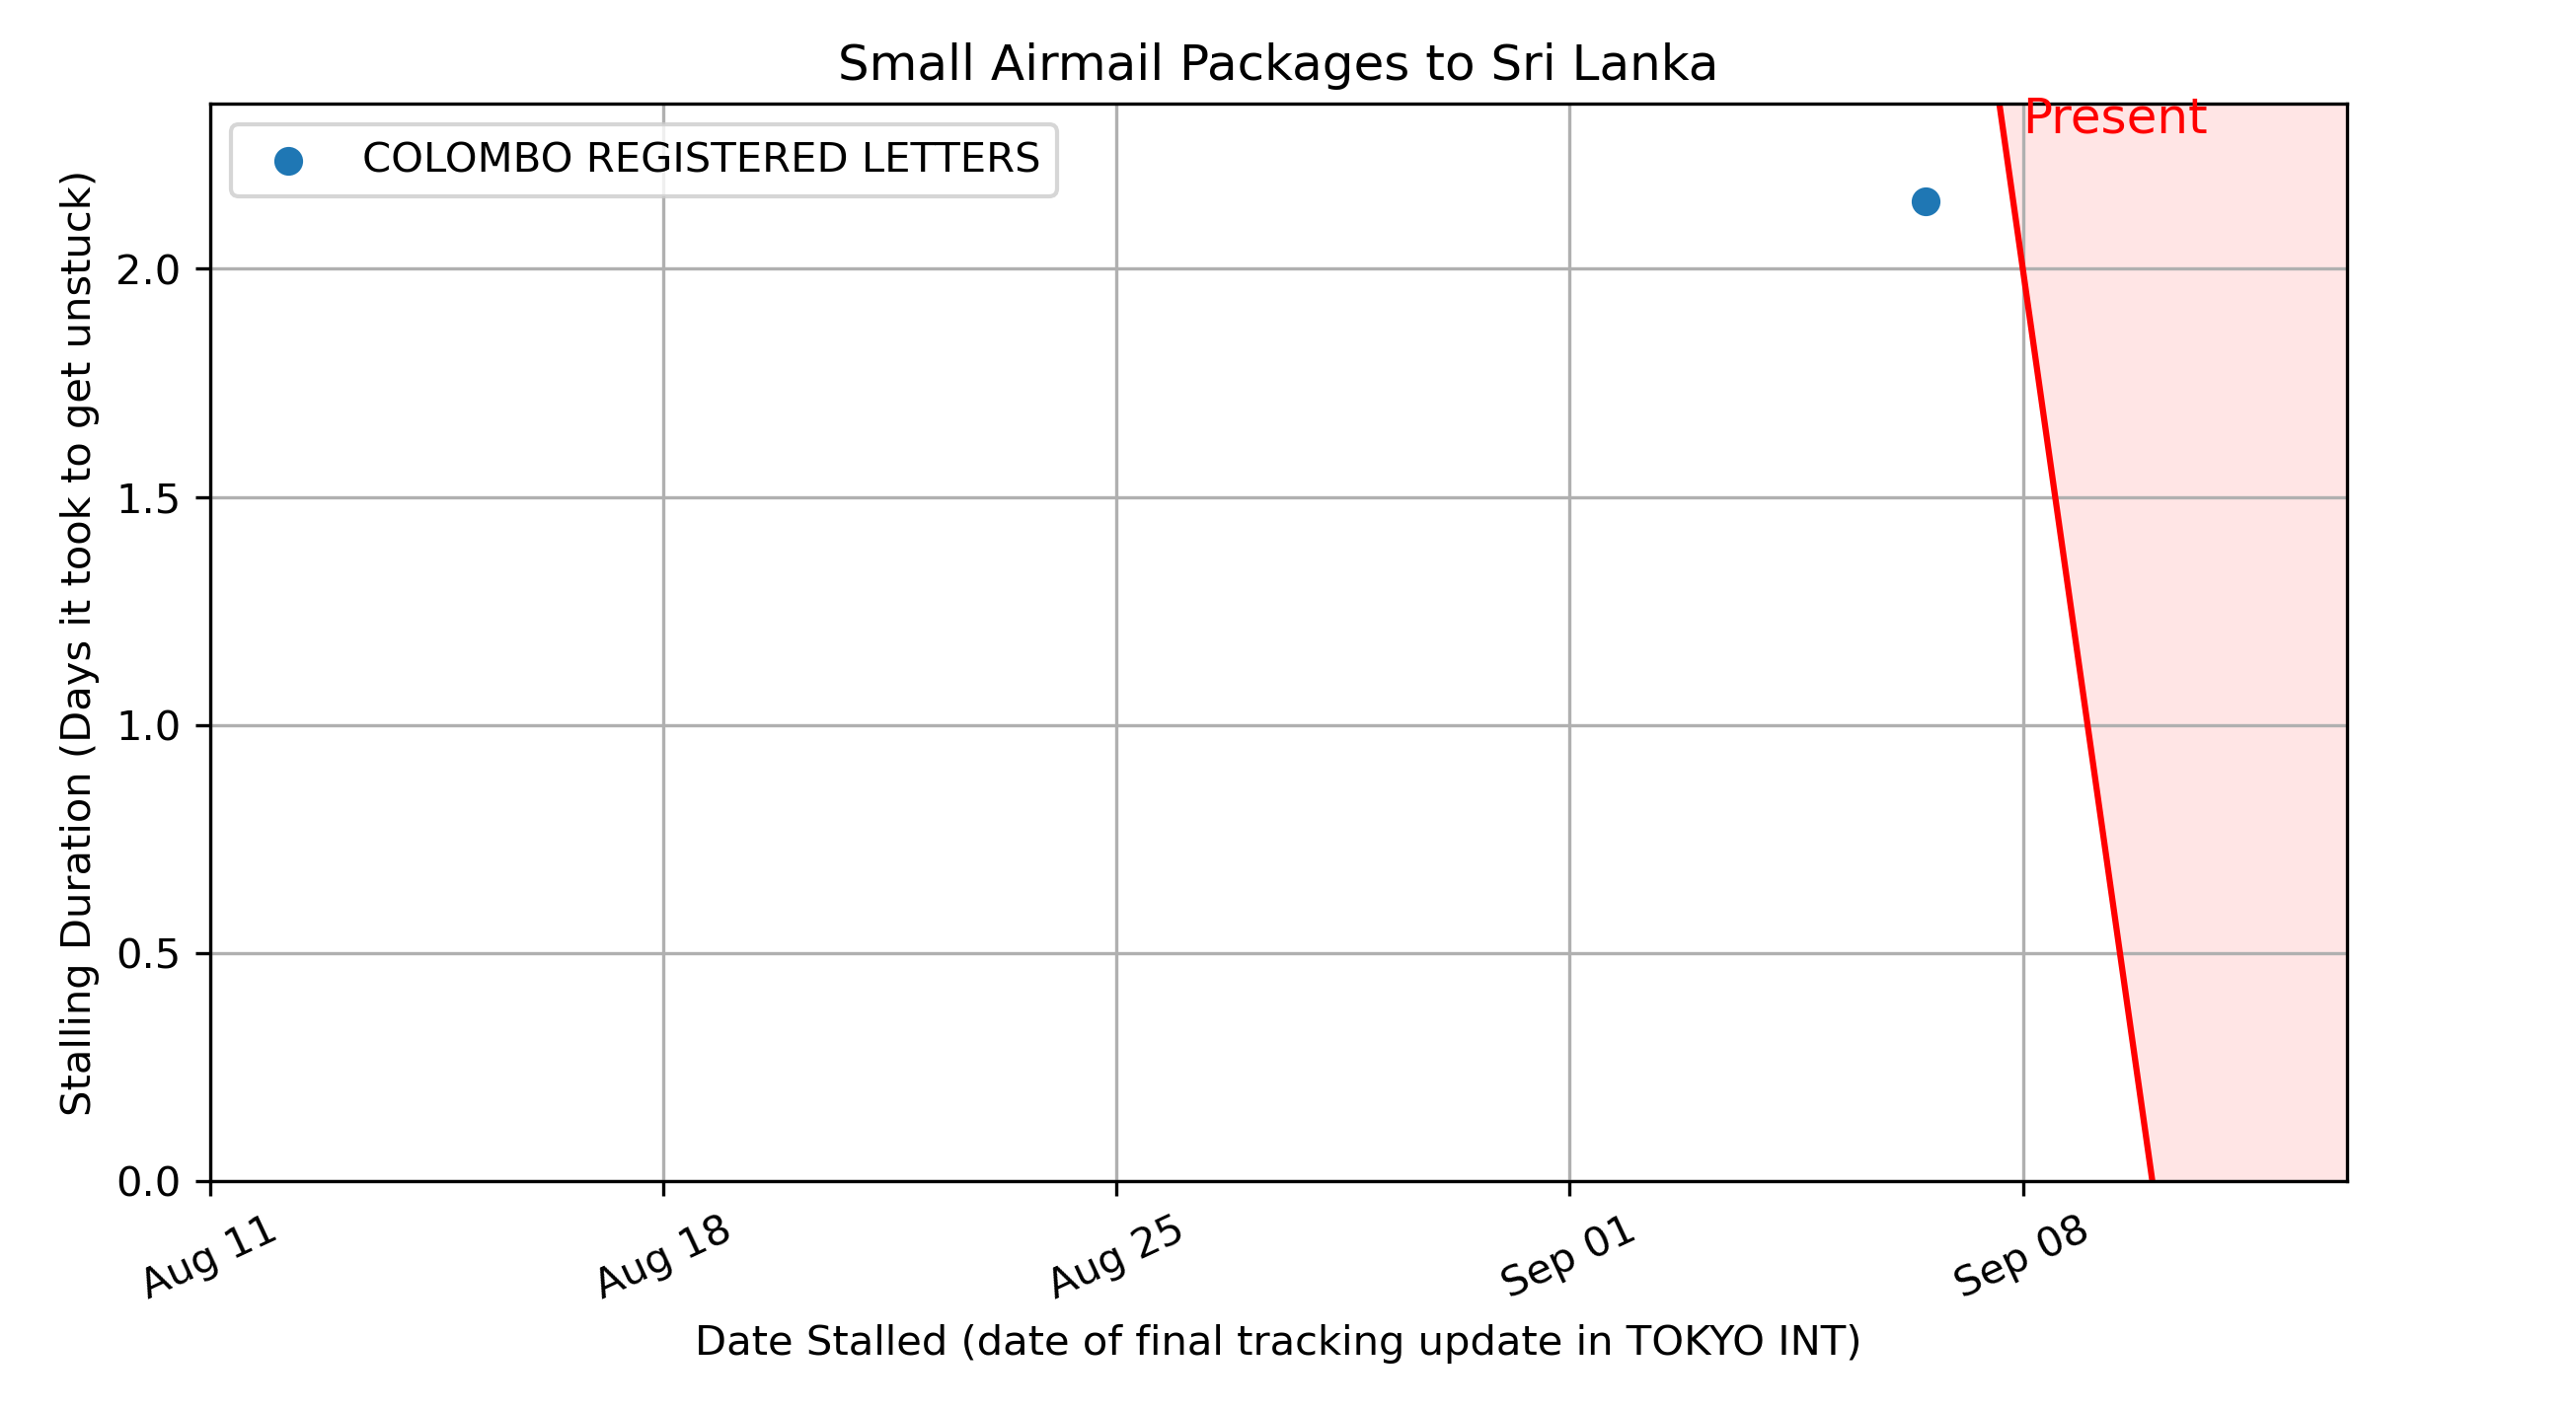 Small Airmail Packages to Sri Lanka
Present
COLOMBO REGISTERED LETTERS
Stalling Duration (Days it took to get unstuck)
2.0
1.5
1.0
0.5
0.0
Aug 11
Aug 18
Aug 25
Sep 01
Sep 08
Date Stalled (date of final tracking update in TOKYO INT)